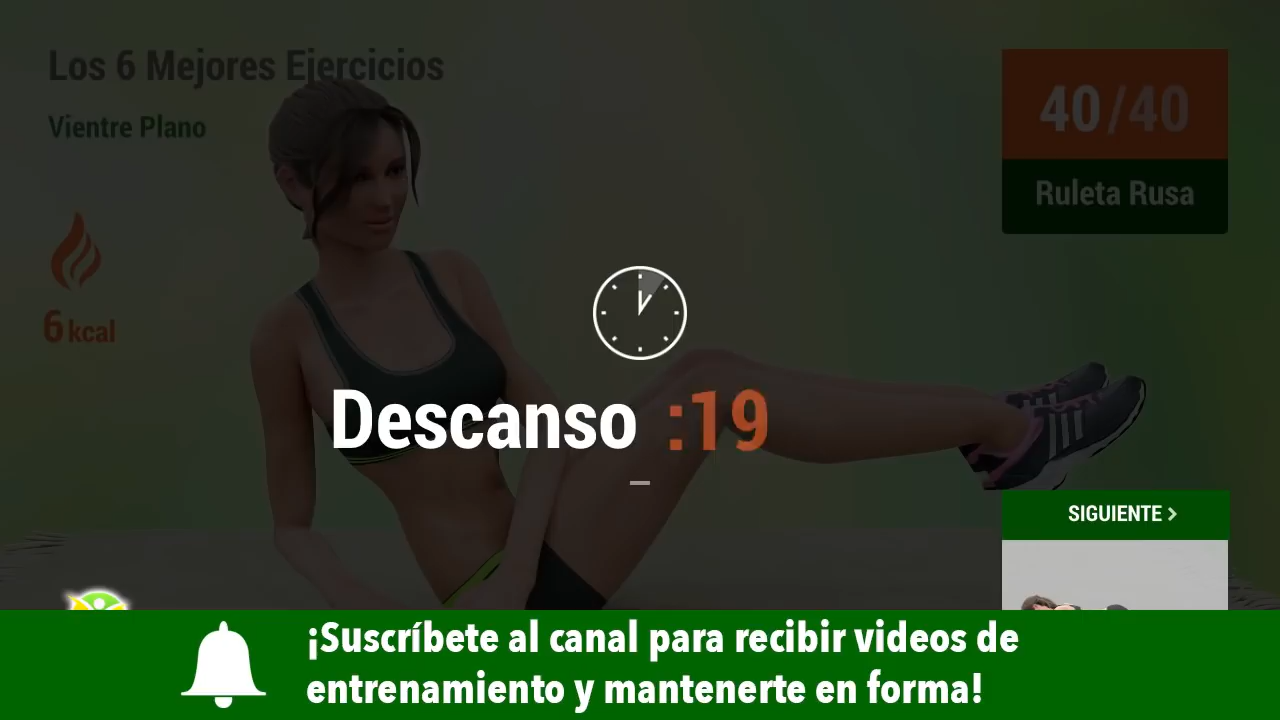 Los 6 Mejores Ejercicios
Vientre Plano
40/40
Ruleta Rusa
6 kcal
Descanso :19
SIGUIENTE >
¡Suscríbete al canal para recibir videos de
entrenamiento y mantenerte en forma!